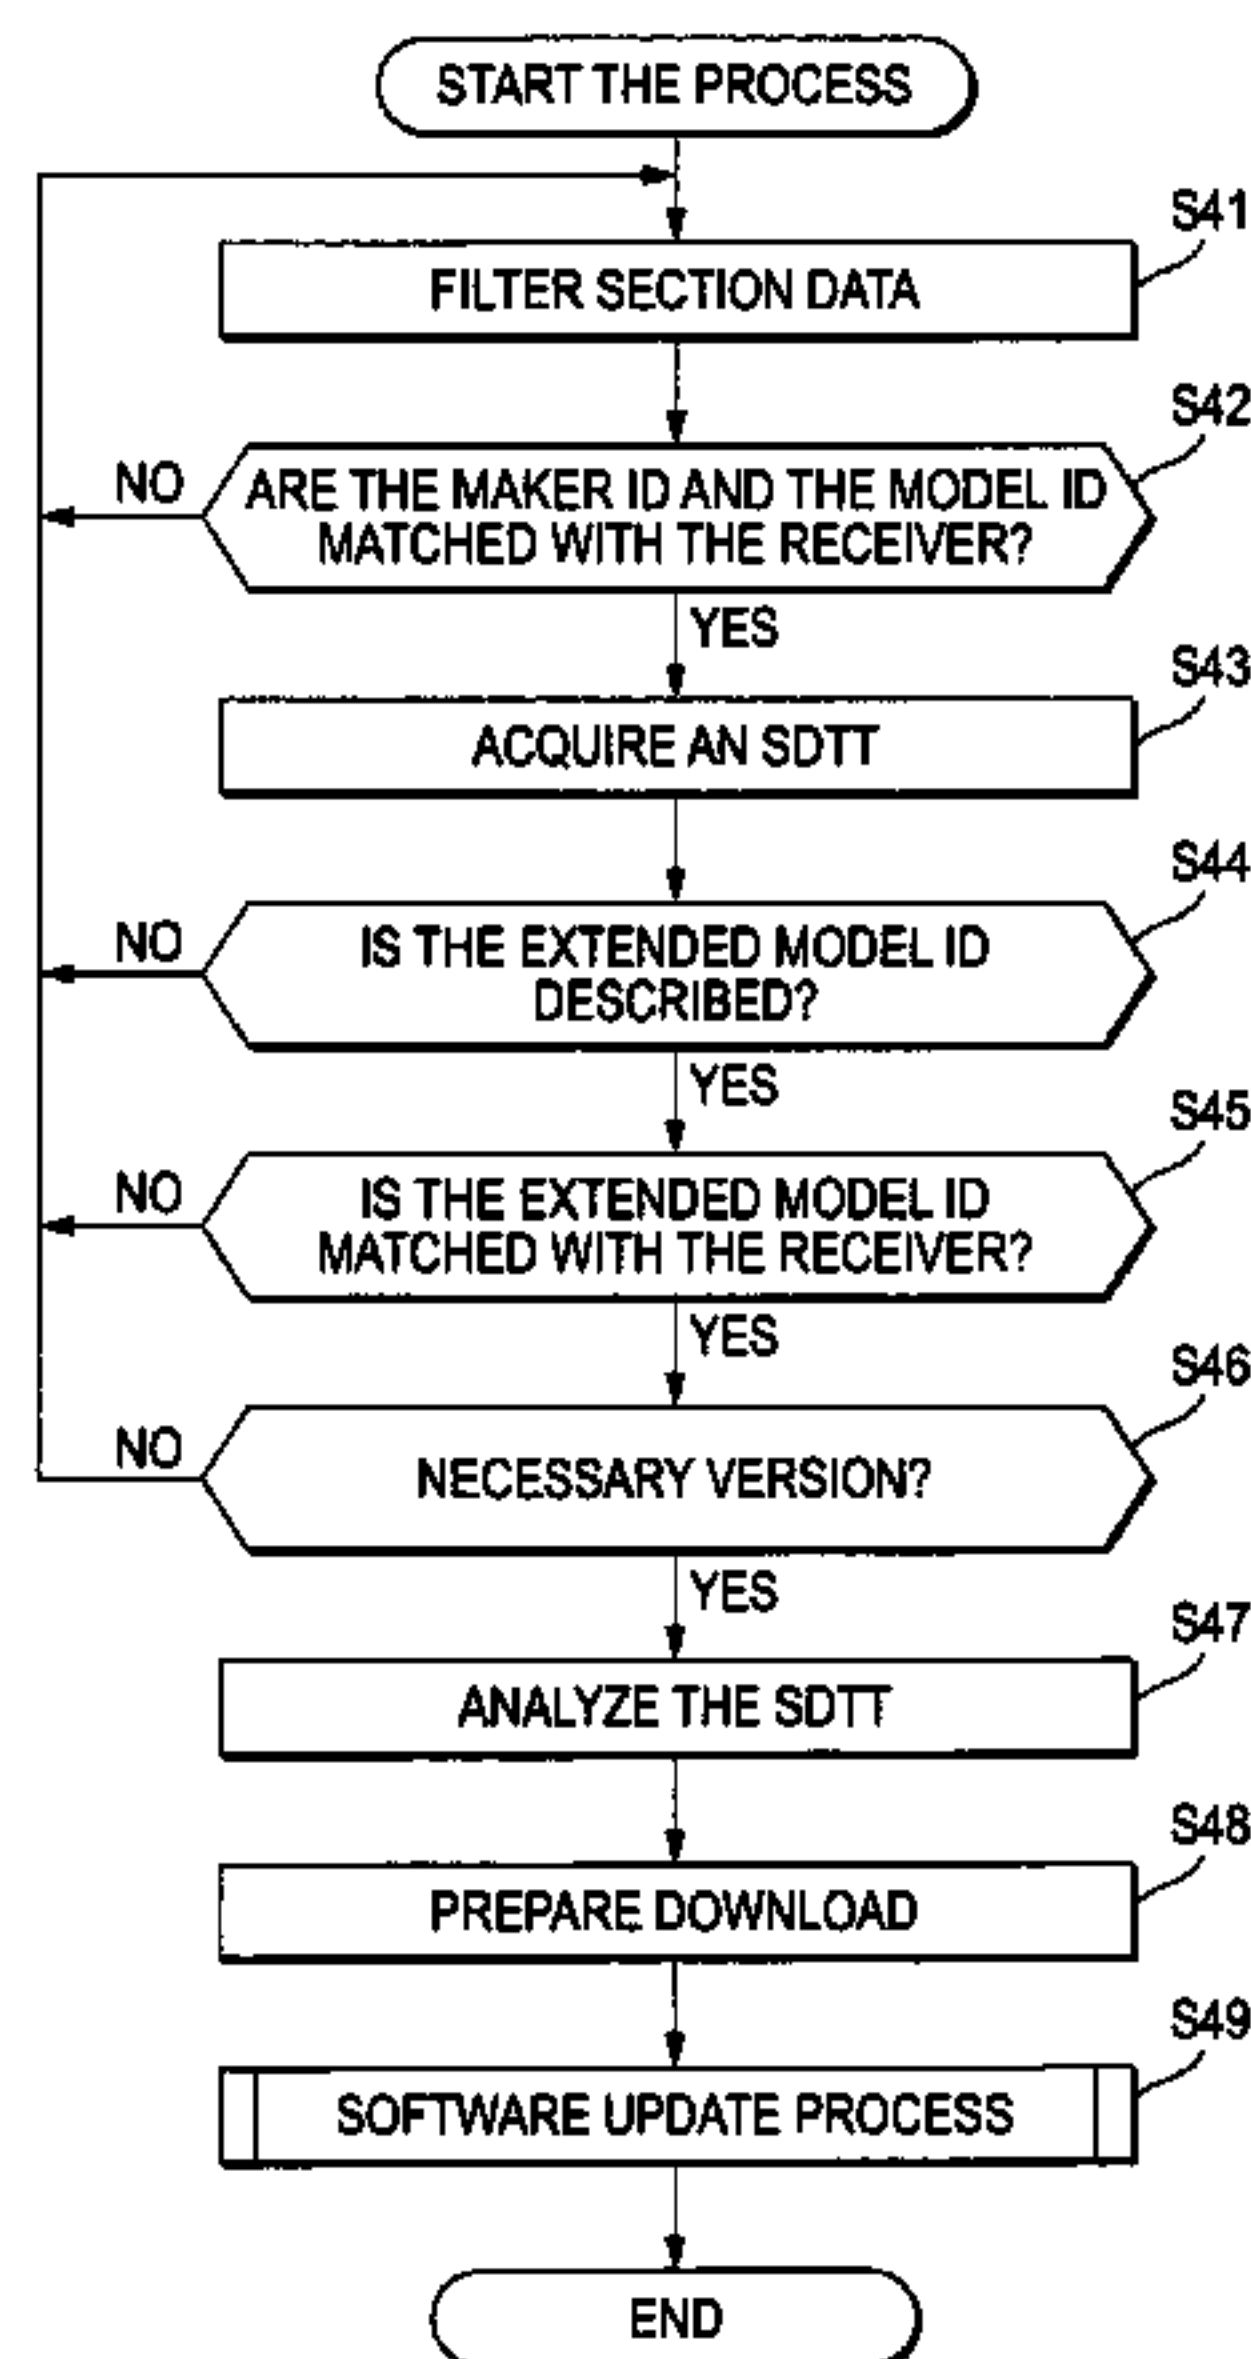 START THE PROCESS
S41
FILTER SECTION DATA
S42
NO
ARE THE MAKER ID AND THE MODEL ID
MATCHED WITH THE RECEIVER?
YES
S43
ACQUIRE AN SDTT
S44
NO
IS THE EXTENDED MODEL ID
DESCRIBED?
YES
S45
NO
IS THE EXTENDED MODEL ID
MATCHED WITH THE RECEIVER?
YES
S46
NO
NECESSARY VERSION?
YES
S47
ANALYZE THE SDTT
S48
PREPARE DOWNLOAD
S49
SOFTWARE UPDATE PROCESS
END